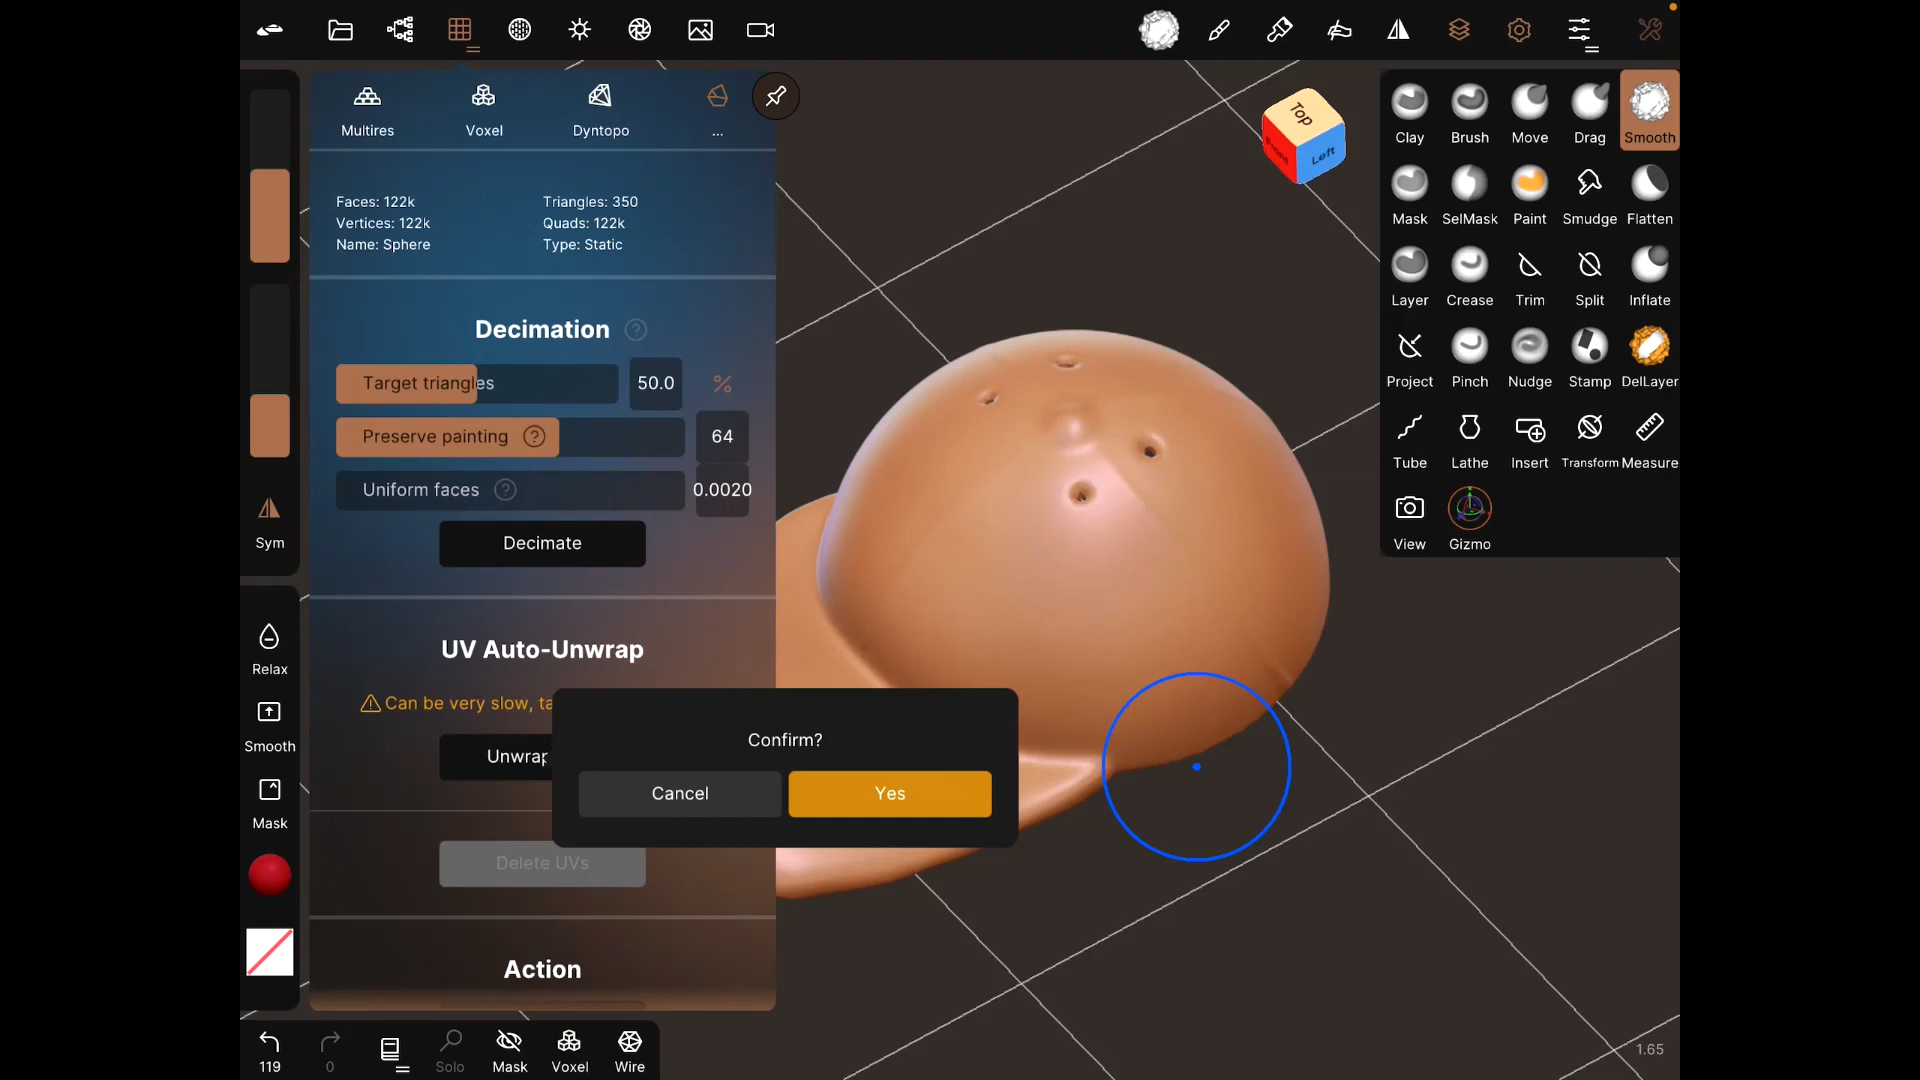 Multires
Voxel
Dyntopo
...
Faces: 122k
Triangles: 350
Vertices: 122k
Quads: 122k
Name: Sphere
Type: Static
Decimation ?
Target triangles 50.0 %
Preserve painting ? 64
Uniform faces ? 0.0020
Decimate
UV Auto-Unwrap
Can be very slow, ta
Unwrap
Delete UVs
Action
Confirm?
Cancel
Yes
Sym
Relax
Smooth
Mask
119
0
Solo
Mask
Voxel
Wire
Top
Front
Left
Clay
Brush
Move
Drag
Smooth
Mask
SelMask
Paint
Smudge
Flatten
Layer
Crease
Trim
Split
Inflate
Project
Pinch
Nudge
Stamp
DelLayer
Tube
Lathe
Insert
Transform
Measure
View
Gizmo
1.65